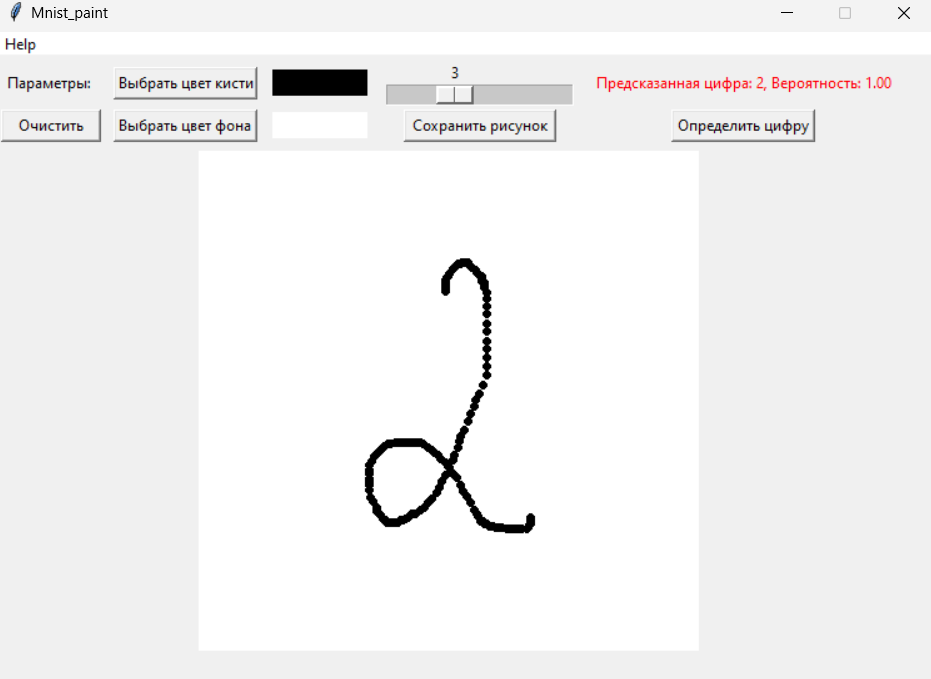 Mnist_paint
Help
Параметры: Выбрать цвет кисти 3 Предсказанная цифра: 2, Вероятность: 1.00
Очистить Выбрать цвет фона Сохранить рисунок Определить цифру
2